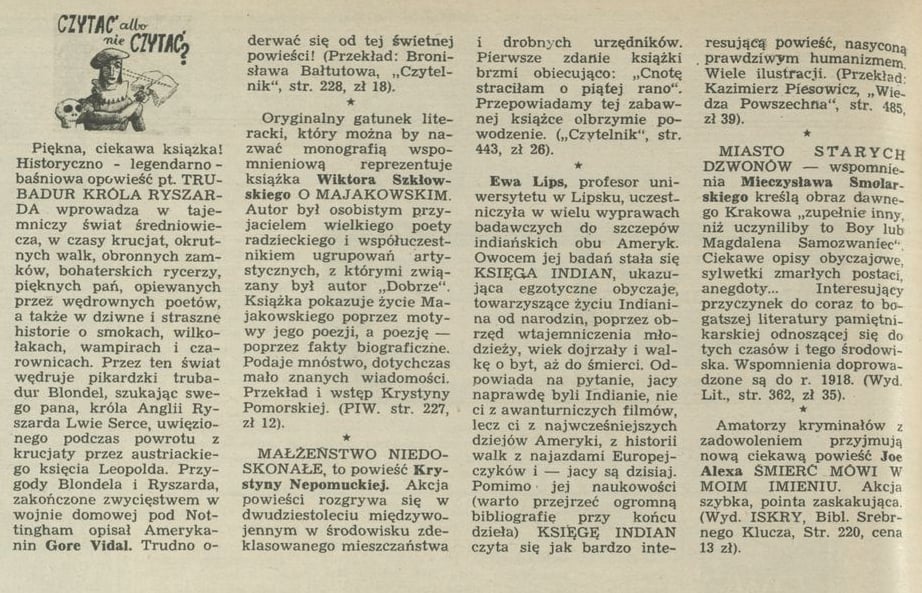 CZYTAĆ albo
nie CZYTAĆ?
Piękna, ciekawa książka!
Historyczno - legendarno -
baśniowa opowieść pt. TRU-
BADUR KRÓLA RYSZAR-
DA wprowadza w taje-
mniczy świat średniowie-
cza, w czasy krucjat, okrut-
nych walk, obronnych zam-
ków, bohaterskich rycerzy,
pięknych pań, opiewanych
przez wędrownych poetów,
a także w dziwne i straszne
historie o smokach, wilko-
łakach, wampirach i cza-
rownicach. Przez ten świat
wędruje pikardzki truba-
dur Blondel, szukając swe-
go pana, króla Anglii Ry-
szarda Lwie Serce, uwięzio-
nego podczas powrotu z
krucjaty przez austriackie-
go księcia Leopolda. Przy-
gody Blondela i Ryszarda,
zakończone zwycięstwem w
wojnie domowej pod Not-
tingham opisał Ameryka-
nin Gore Vidal. Trudno o-
derwać się od tej świetnej
powieści! (Przekład: Broni-
sława Bałtutowa, „Czytel-
nik“, str. 228, zł 18).
★
Oryginalny gatunek lite-
racki, który można by na-
zwać monografią wspo-
mnieniową reprezentuje
książka Wiktora Szkłow-
skiego O MAJAKOWSKIM.
Autor był osobistym przy-
jacielem wielkiego poety
radzieckiego i współuczest-
nikiem ugrupowań arty-
stycznych, z którymi zwią-
zany był autor „Dobrze“.
Książka pokazuje życie Ma-
jakowskiego poprzez moty-
wy jego poezji, a poezję —
poprzez fakty biograficzne.
Podaje mnóstwo, dotychczas
mało znanych wiadomości.
Przekład i wstęp Krystyny
Pomorskiej. (PIW. str. 227,
zł 12).
★
MAŁŻEŃSTWO NIEDO-
SKONAŁE, to powieść Kry-
styny Nepomuckiej. Akcja
powieści rozgrywa się w
dwudziestoleciu międzywo-
jennym w środowisku zde-
klasowanego mieszczaństwa
i drobnych urzędników.
Pierwsze zdanie książki
brzmi obiecująco: „Cnotę
straciłam o piątej rano“.
Przepowiadamy tej zabaw-
nej książce olbrzymie po-
wodzenie. („Czytelnik“, str.
443, zł 26).
★
Ewa Lips, profesor uni-
wersytetu w Lipsku, uczest-
niczyła w wielu wyprawach
badawczych do szczepów
indiańskich obu Ameryk.
Owocem jej badań stała się
KSIĘGA INDIAN, ukazu-
jąca egzotyczne obyczaje,
towarzyszące życiu Indiani-
na od narodzin, poprzez ob-
rzęd wtajemniczenia mło-
dzieży, wiek dojrzały i wal-
kę o byt, aż do śmierci. Od-
powiada na pytanie, jacy
naprawdę byli Indianie, nie
ci z awanturniczych filmów,
lecz ci z najwcześniejszych
dziejów Ameryki, z historii
walk z najazdami Europej-
czyków i — jacy są dzisiaj.
Pomimo jej naukowości
(warto przejrzeć ogromną
bibliografie przy końcu
dzieła) KSIĘGĘ INDIAN
czyta się jak bardzo inte-
resującą powieść, nasyconą
prawdziwym humanizmem.
Wiele ilustracji. (Przekład:
Kazimierz Piesowicz, „Wie-
dza Powszechna“, str. 485,
zł 39).
★
MIASTO STARYCH
DZWONÓW — wspomnie-
nia Mieczysława Smolar-
skiego kreślą obraz dawne-
go Krakowa „zupełnie inny,
niż uczyniliby to Boy lub
Magdalena Samozwaniec“.
Ciekawe opisy obyczajowe,
sylwetki zmarłych postaci,
anegdoty... Interesujący
przyczynek do coraz to bo-
gatszej literatury pamiętni-
karskiej odnoszącej się do
tych czasów i tego środowi-
ska. Wspomnienia doprowa-
dzone są do r. 1918. (Wyd.
Lit., str. 362, zł 35).
★
Amatorzy kryminałów z
zadowoleniem przyjmują
nową ciekawą powieść Joe
Alexa ŚMIERĆ MÓWI W
MOIM IMIENIU. Akcja
szybka, pointa zaskakująca.
(Wyd. ISKRY, Bibl. Srebr-
nego Klucza, Str. 220, cena
13 zł).